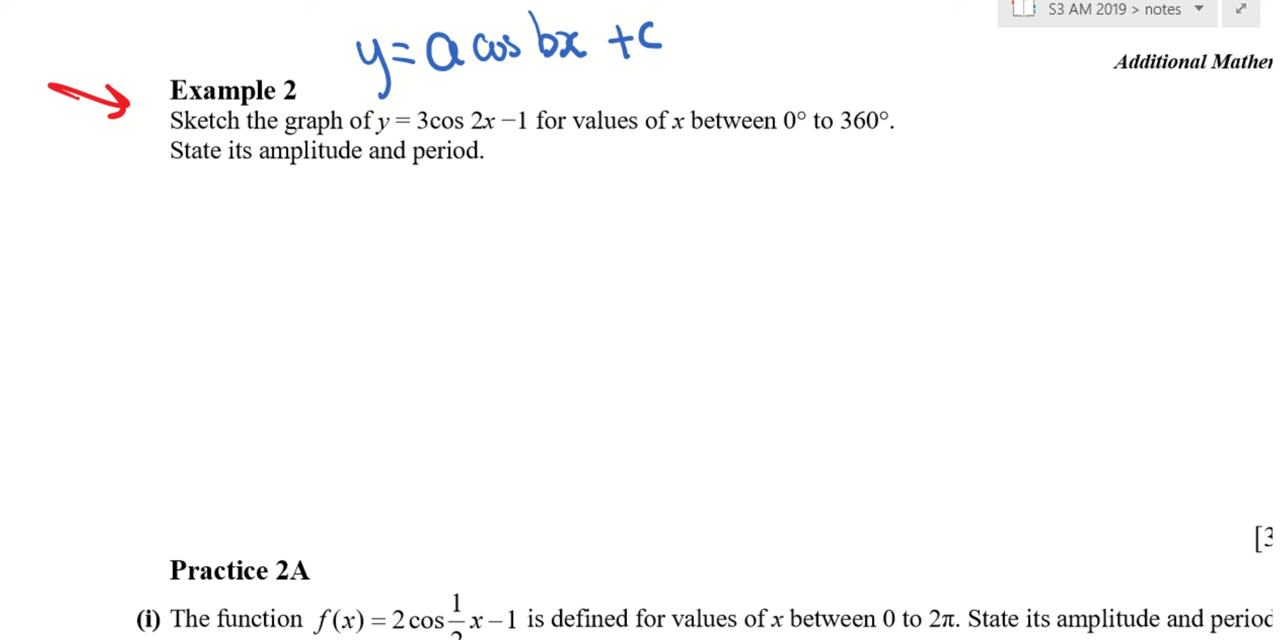 S3 AM 2019 > notes
y = a cos bx + c
Additional Mathe
Example 2
Sketch the graph of y = 3cos 2x −1 for values of x between 0° to 360°.
State its amplitude and period.
[3
Practice 2A
(i) The function f(x) = 2 cos 1/2 x − 1 is defined for values of x between 0 to 2π. State its amplitude and period